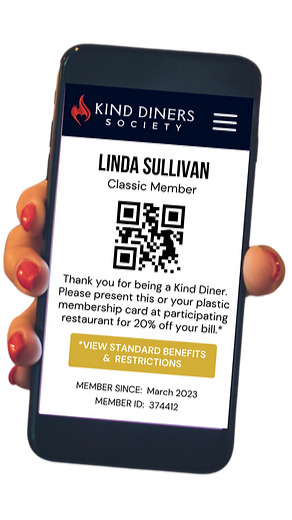 KIND DINERS
SOCIETY
LINDA SULLIVAN
Classic Member
Thank you for being a Kind Diner.
Please present this or your plastic
membership card at participating
restaurant for 20% off your bill.*
*VIEW STANDARD BENEFITS
& RESTRICTIONS
MEMBER SINCE: March 2023
MEMBER ID: 374412